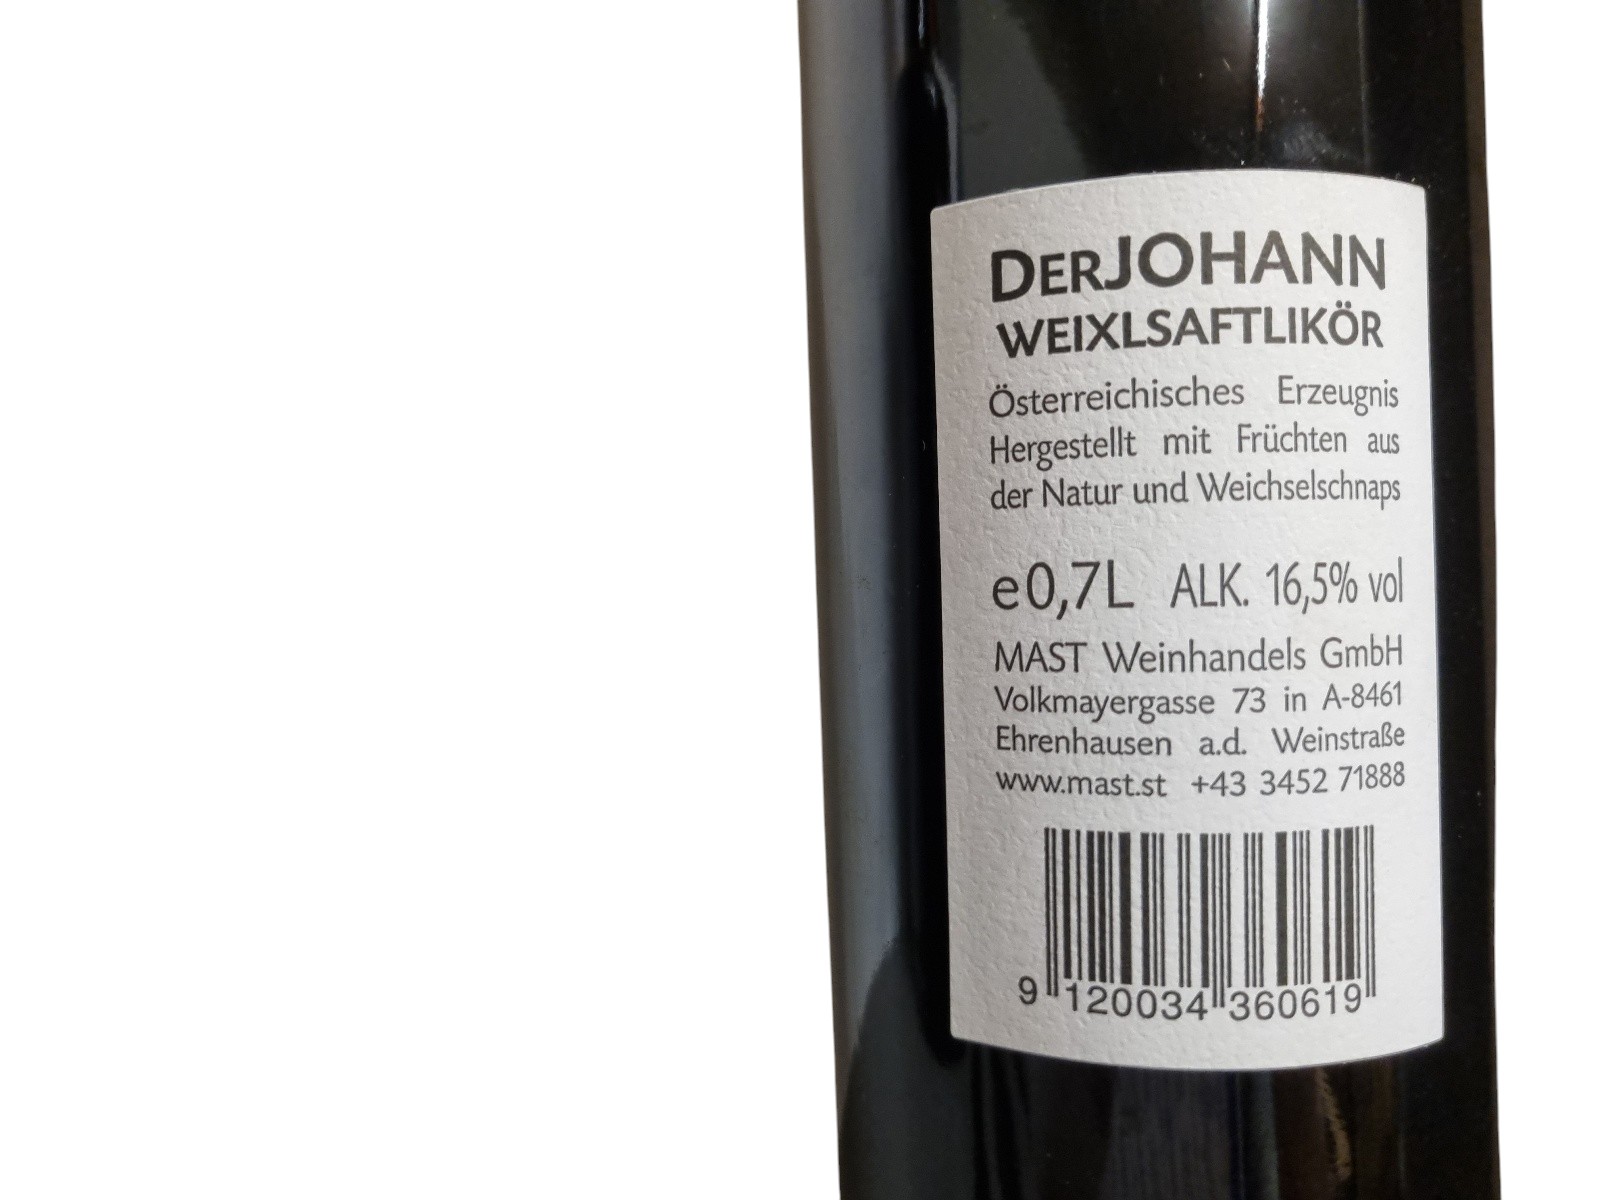 DERJOHANN
WEIXLSAFTLIKÖR
Österreichisches Erzeugnis
Hergestellt mit Früchten aus
der Natur und Weichselschnaps
e0,7L ALK. 16,5% vol
MAST Weinhandels GmbH
Volkmayergasse 73 in A-8461
Ehrenhausen a.d. Weinstraße
www.mast.st +43 3452 71888
9 120034 360619